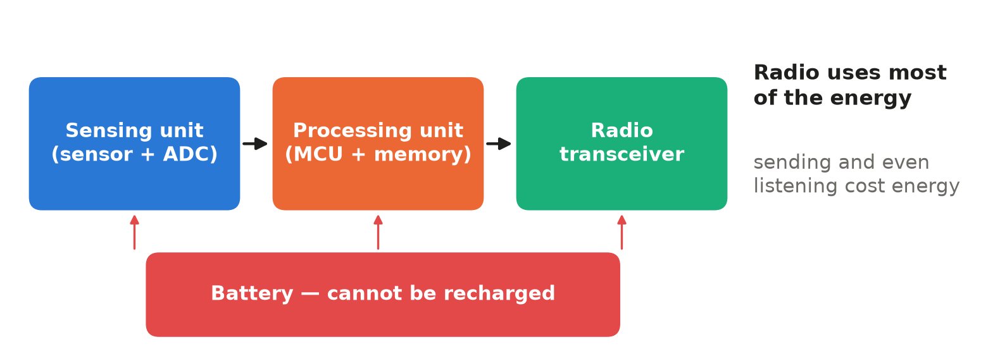 Sensing unit
(sensor + ADC)
Processing unit
(MCU + memory)
Radio
transceiver
Radio uses most
of the energy
sending and even
listening cost energy
Battery — cannot be recharged